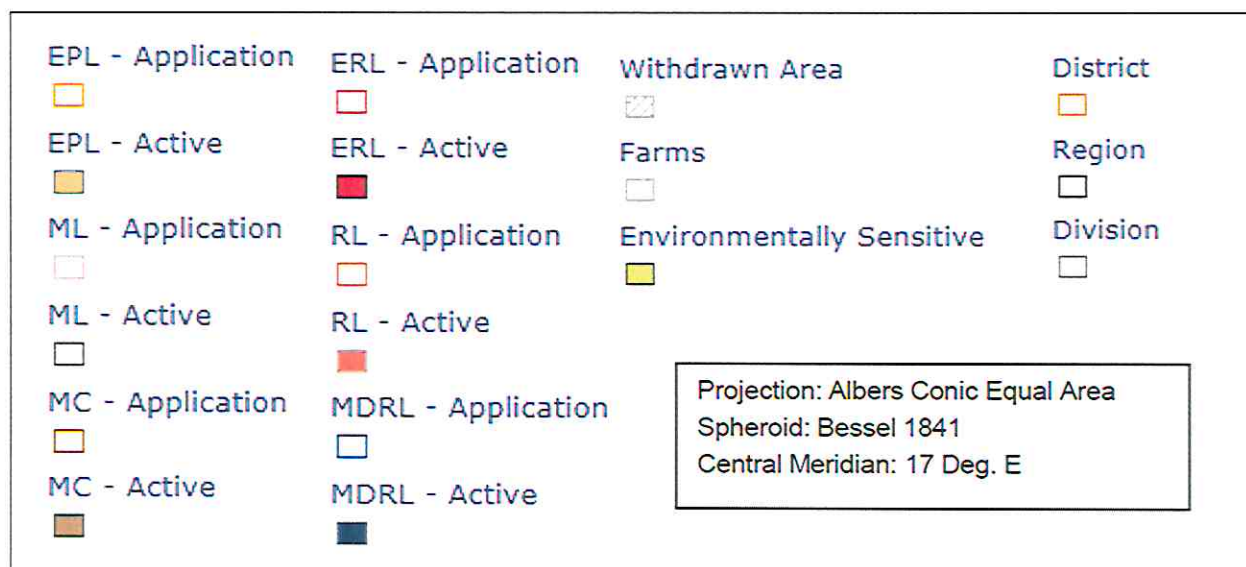 EPL - Application
EPL - Active
ML - Application
ML - Active
MC - Application
MC - Active
ERL - Application
ERL - Active
RL - Application
RL - Active
MDRL - Application
MDRL - Active
Withdrawn Area
Farms
Environmentally Sensitive
District
Region
Division
Projection: Albers Conic Equal Area
Spheroid: Bessel 1841
Central Meridian: 17 Deg. E